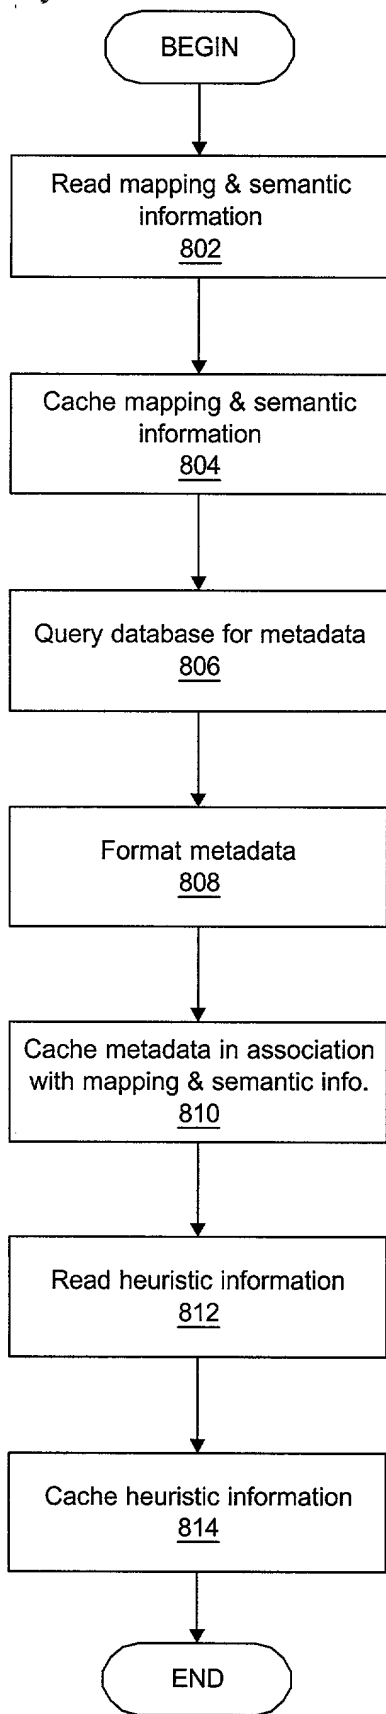 BEGIN
Read mapping & semantic
information
802
Cache mapping & semantic
information
804
Query database for metadata
806
Format metadata
808
Cache metadata in association
with mapping & semantic info.
810
Read heuristic information
812
Cache heuristic information
814
END